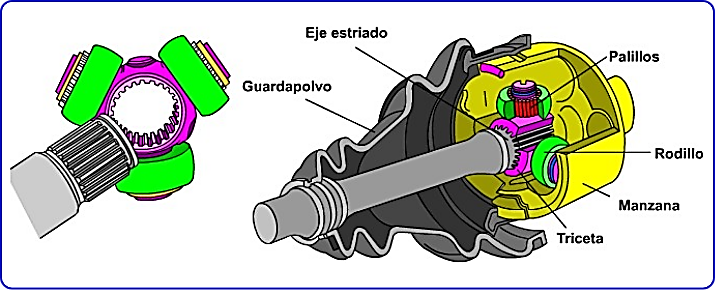 Eje estriado
Palillos
Guardapolvo
Rodillo
Manzana
Triceta